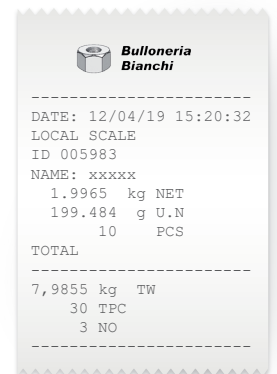 Bulloneria
Bianchi
----------------------
DATE: 12/04/19 15:20:32
LOCAL SCALE
ID 005983
NAME: xxxxx
1.9965 kg NET
199.484 g U.N
10 PCS
TOTAL
----------------------
7,9855 kg TW
30 TPC
3 NO
----------------------